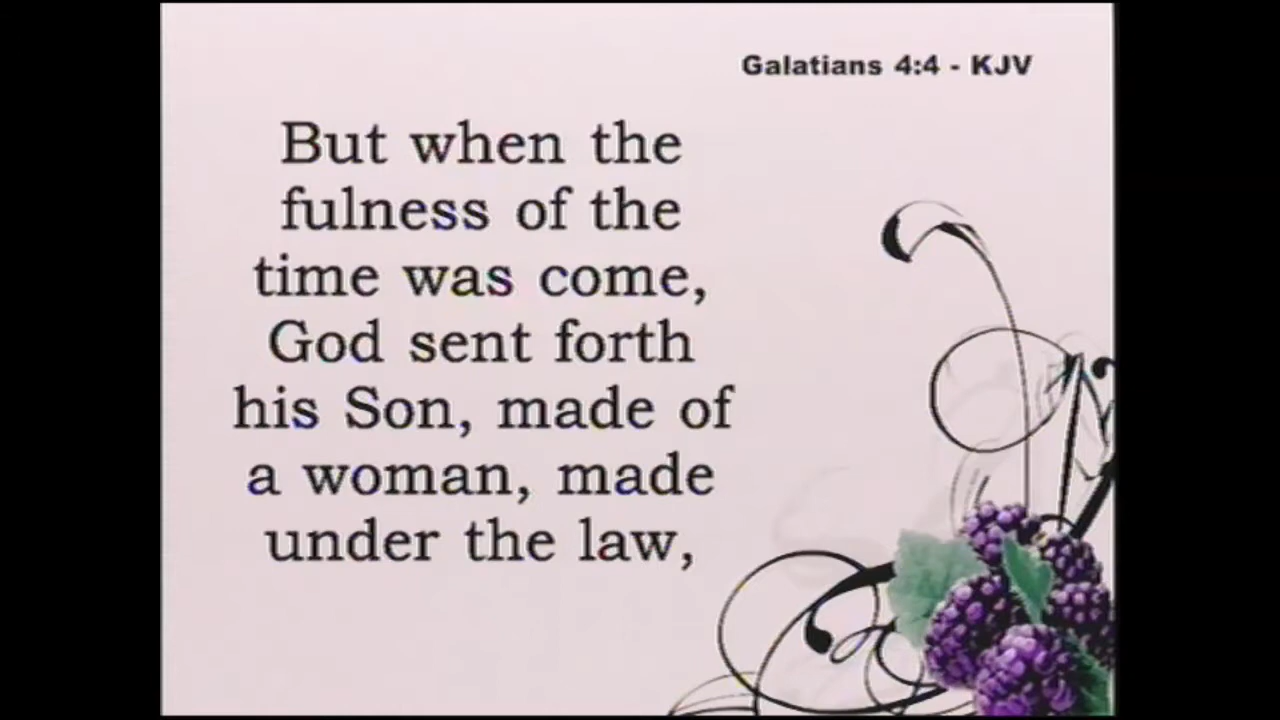 Galatians 4:4 - KJV
But when the
fulness of the
time was come,
God sent forth
his Son, made of
a woman, made
under the law,